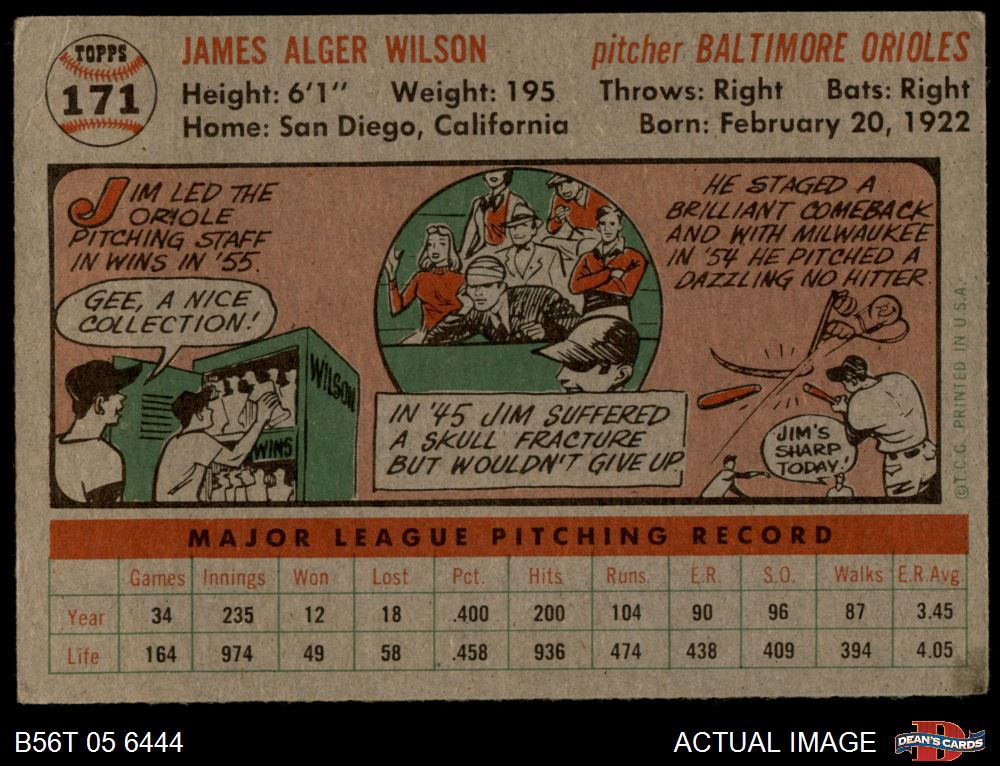 TOPPS
171
JAMES ALGER WILSON
pitcher BALTIMORE ORIOLES
Height: 6'1" Weight: 195 Throws: Right Bats: Right
Home: San Diego, California Born: February 20, 1922
JIM LED THE
ORIOLE
PITCHING STAFF
IN WINS IN '55.
GEE, A NICE
COLLECTION!
WILSON
WINS
IN '45 JIM SUFFERED
A SKULL FRACTURE
BUT WOULDN'T GIVE UP
HE STAGED A
BRILLIANT COMEBACK
AND WITH MILWAUKEE
IN '54 HE PITCHED A
DAZZLING NO HITTER.
JIM'S
SHARP
TODAY!
©T.C.G. PRINTED IN U.S.A.
MAJOR LEAGUE PITCHING RECORD
Games Innings Won Lost Pct. Hits Runs. E.R. S.O. Walks E.R.Avg.
Year 34 235 12 18 .400 200 104 90 96 87 3.45
Life 164 974 49 58 .458 936 474 438 409 394 4.05
B56T 05 6444
ACTUAL IMAGE
DEAN'S CARDS